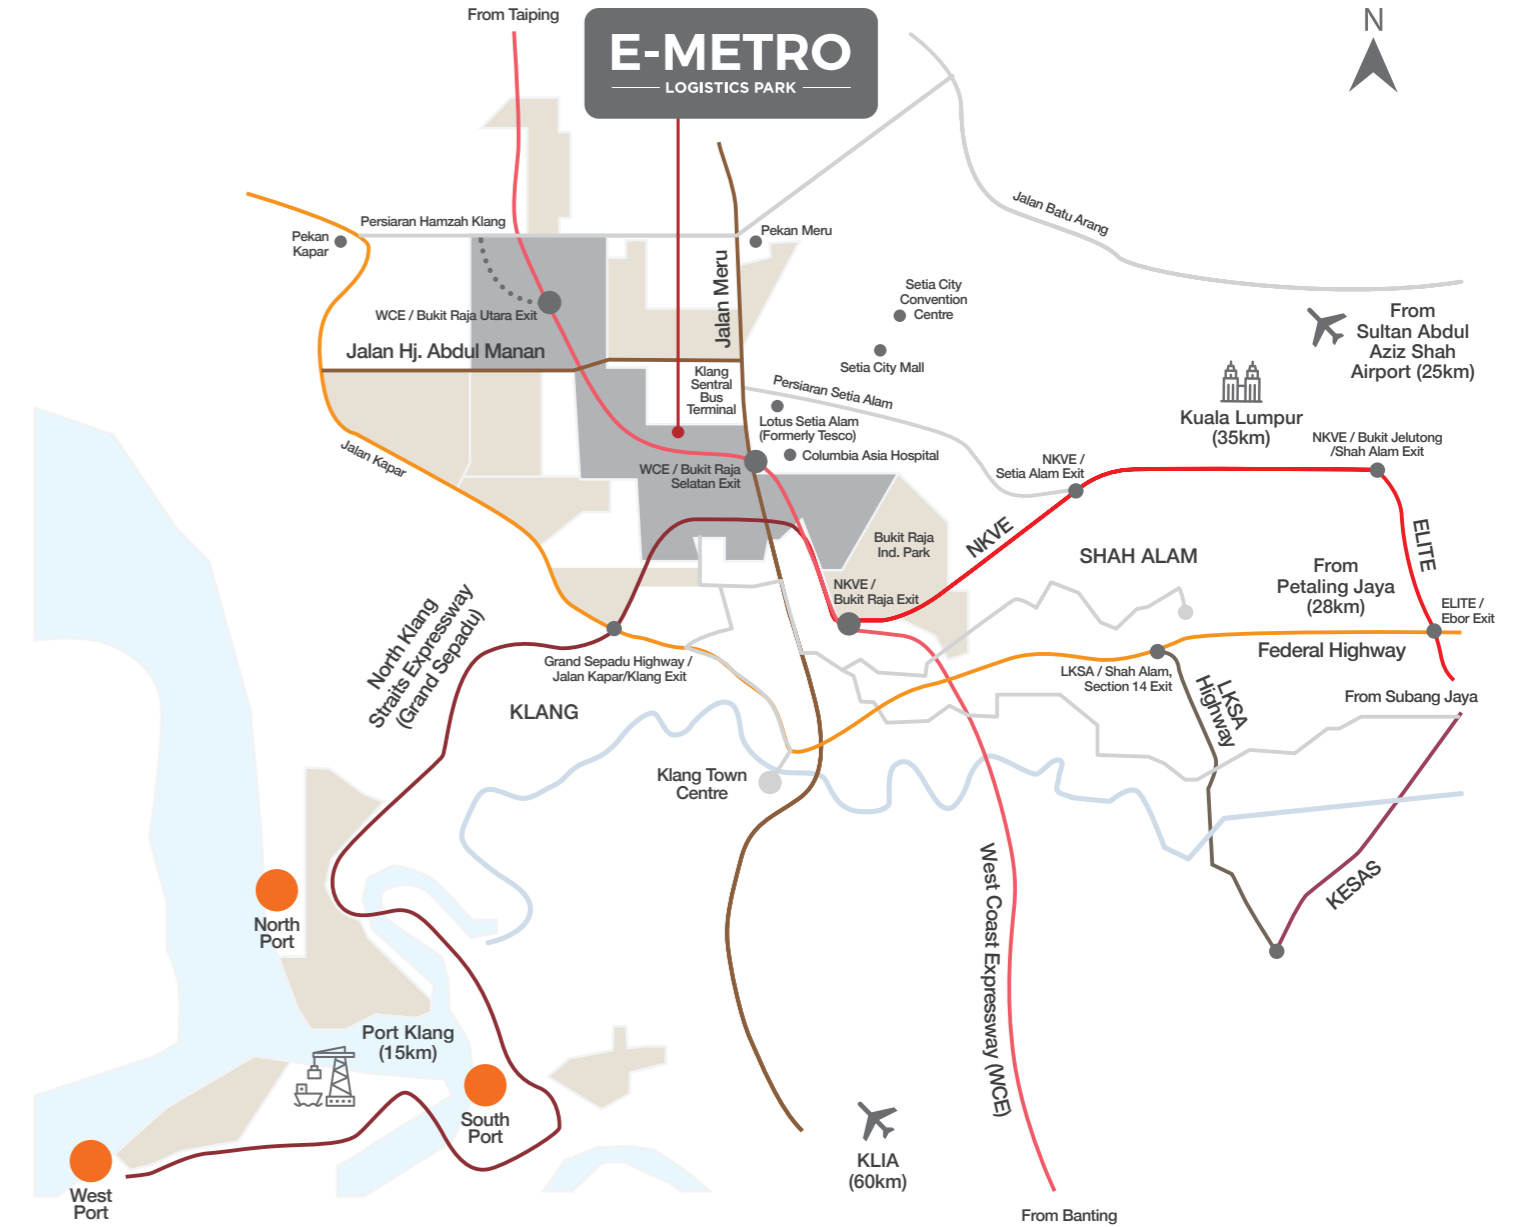 From Taiping
E-METRO
LOGISTICS PARK
N
Jalan Batu Arang
Persiaran Hamzah Klang
Pekan
Kapar
Pekan Meru
Jalan Meru
Setia City
Convention
Centre
WCE / Bukit Raja Utara Exit
From
Sultan Abdul
Aziz Shah
Airport (25km)
Jalan Hj. Abdul Manan
Setia City Mall
Klang
Sentral
Bus
Terminal
Persiaran Setia Alam
Kuala Lumpur
(35km)
Lotus Setia Alam
(Formerly Tesco)
NKVE / Bukit Jelutong
/Shah Alam Exit
Jalan Kapar
Columbia Asia Hospital
WCE / Bukit Raja
Selatan Exit
NKVE /
Setia Alam Exit
NKVE
ELITE
Bukit Raja
Ind. Park
SHAH ALAM
NKVE /
Bukit Raja Exit
From
Petaling Jaya
(28km)
ELITE /
Ebor Exit
North Klang
Straits Expressway
(Grand Sepadu)
Federal Highway
Grand Sepadu Highway /
Jalan Kapar/Klang Exit
LKSA / Shah Alam,
Section 14 Exit
LKSA
Highway
From Subang Jaya
KLANG
Klang Town
Centre
West Coast Expressway (WCE)
KESAS
North
Port
Port Klang
(15km)
South
Port
KLIA
(60km)
West
Port
From Banting